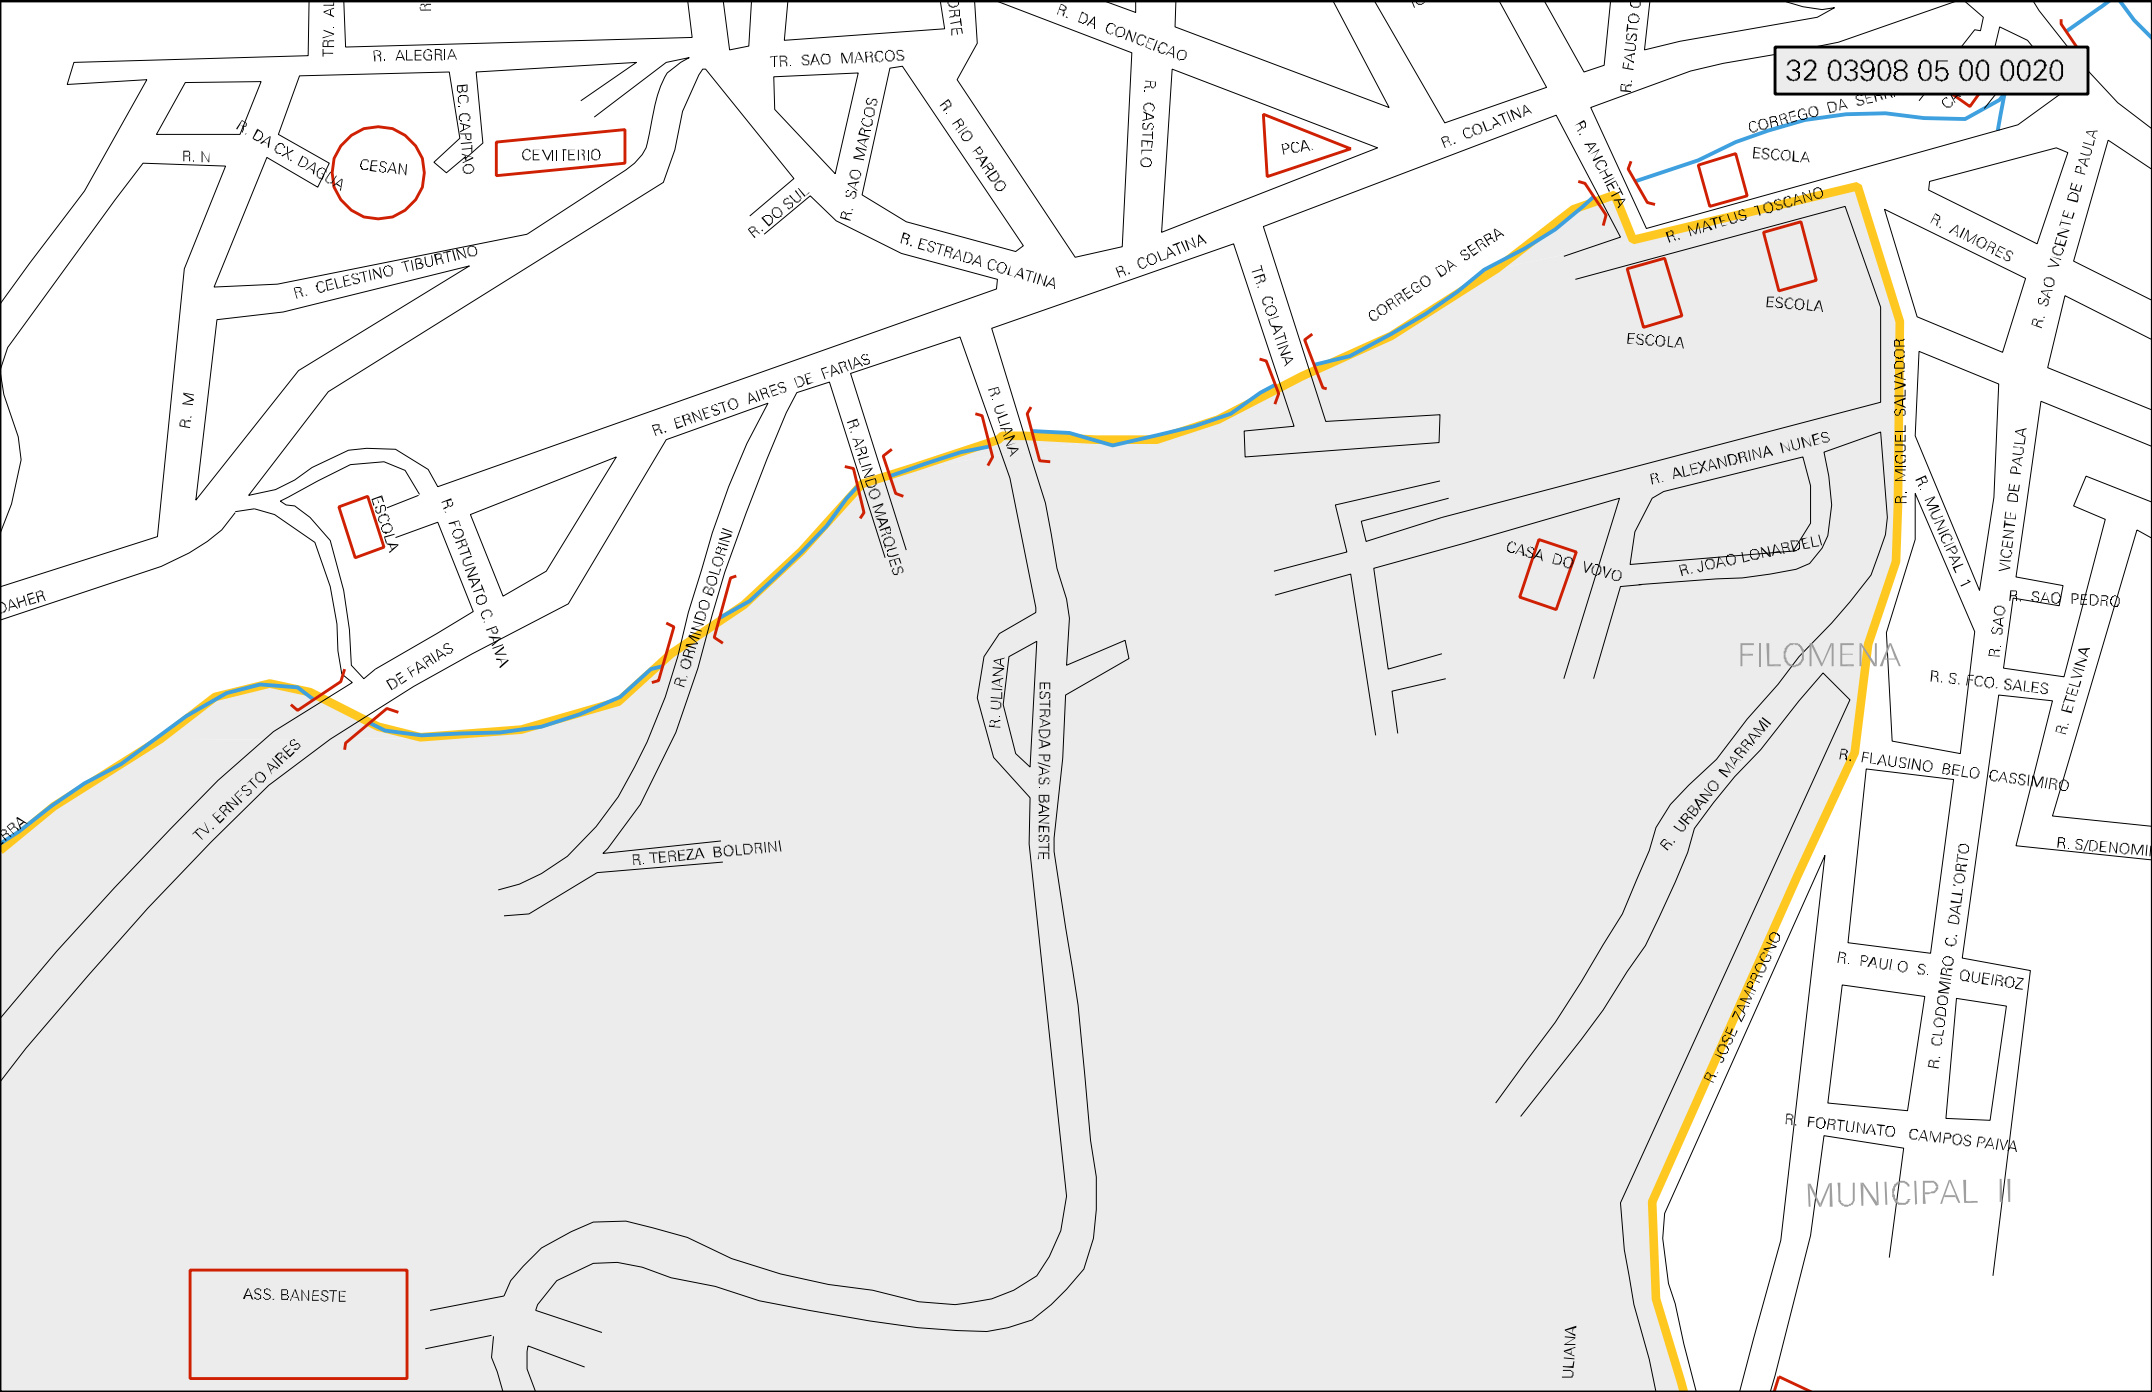 TRV. AL
R. ALEGRIA
TR. SAO MARCOS
R. DA CONCEICAO
R. FAUSTO
32 03908 05 00 0020
BC. CAPITAO
R. DA CX. DAGUA
R. N
CESAN
CEMITERIO
R. SAO MARCOS
R. RIO PARDO
R. CASTELO
PCA.
R. COLATINA
R. ANCHIETA
CORREGO DA SERRA
ESCOLA
R. SAO VICENTE DE PAULA
R. DO SUL
R. ESTRADA COLATINA
R. COLATINA
R. MATEUS TOSCANO
R. AIMORES
R. CELESTINO TIBURTINO
TR. COLATINA
CORREGO DA SERRA
ESCOLA
ESCOLA
R. M
R. ERNESTO AIRES DE FARIAS
R. ULIANA
R. MIGUEL SALVADOR
R. ARLINDO MARQUES
R. ALEXANDRINA NUNES
R. MUNICIPAL 1
R. SAO VICENTE DE PAULA
ESCOLA
R. FORTUNATO C. PAIVA
R. ORMINDO BOLORINI
CASA DO VOVO
R. JOAO LONARDELI
DAHER
R. SAO PEDRO
FILOMENA
DE FARIAS
R. ULIANA
ESTRADA P/AS. BANESTE
R. S. FCO. SALES
R. ETELVINA
TV. ERNESTO AIRES
R. URBANO MARRAMI
R. FLAUSINO BELO CASSIMIRO
RRA
R. TEREZA BOLDRINI
R. S/DENOMI
R. JOSE ZAMPROGNO
R. CLODOMIRO C. DALL'ORTO
R. PAULO S. QUEIROZ
R. FORTUNATO CAMPOS PAIVA
MUNICIPAL II
ASS. BANESTE
ULIANA